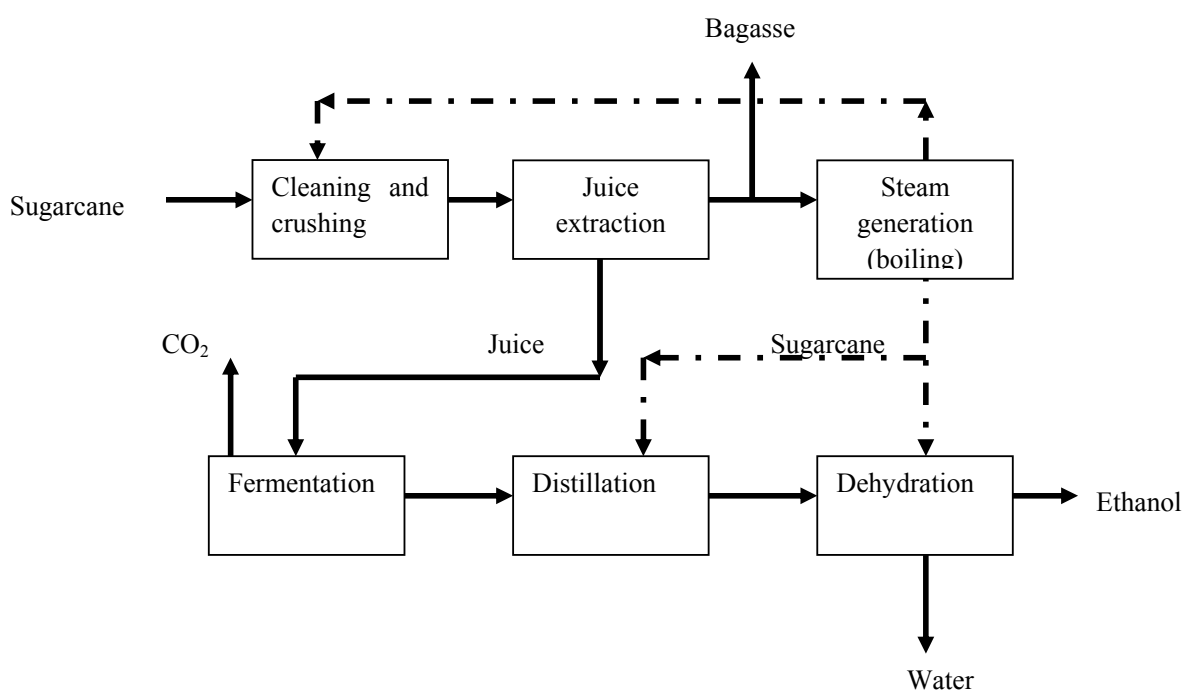 Bagasse
Sugarcane
Cleaning and
crushing
Juice
extraction
Steam
generation
(boiling)
CO₂
Juice
Sugarcane
Fermentation
Distillation
Dehydration
Ethanol
Water